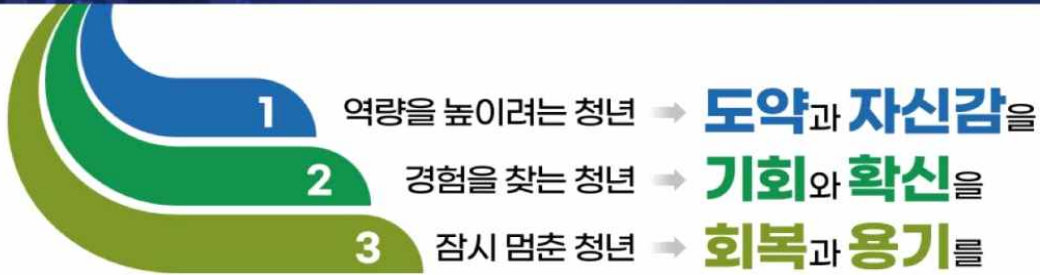 1 역량을 높이려는 청년 ➡ 도약과 자신감을
2 경험을 찾는 청년 ➡ 기회와 확신을
3 잠시 멈춘 청년 ➡ 회복과 용기를